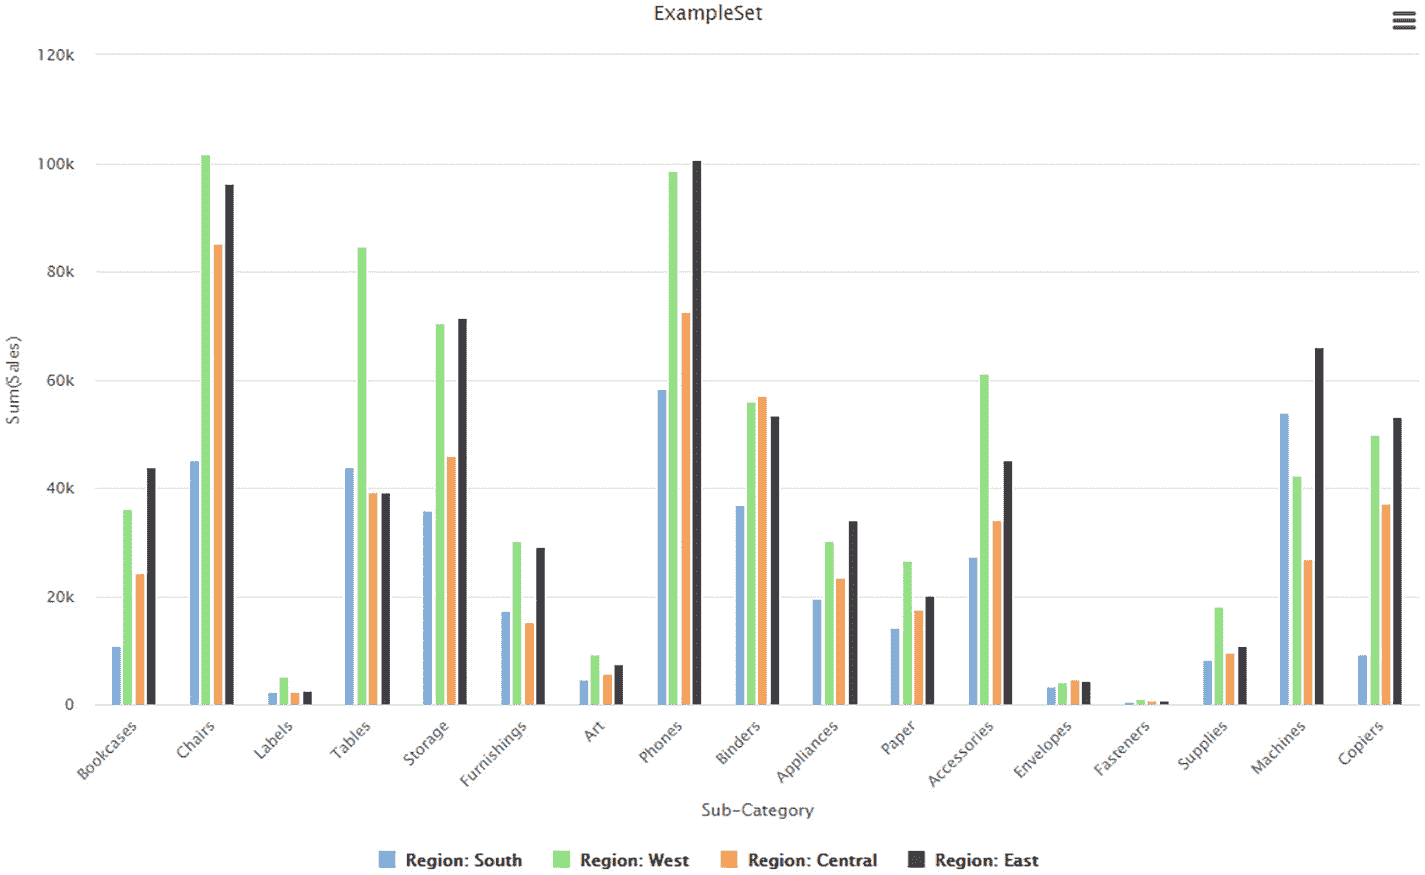 ExampleSet
120k
100k
80k
60k
40k
20k
0
Sum(Sales)
Bookcases
Chairs
Labels
Tables
Storage
Furnishings
Art
Phones
Binders
Appliances
Paper
Accessories
Envelopes
Fasteners
Supplies
Machines
Copiers
Sub-Category
Region: South Region: West Region: Central Region: East